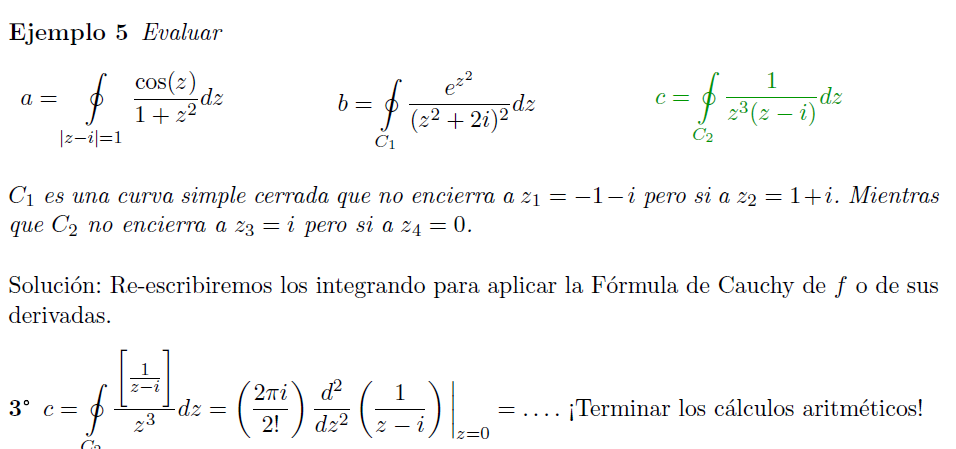 Ejemplo 5 Evaluar
a = ∮_{|z−i|=1} cos(z)/(1 + z²) dz b = ∮_{C₁} e^{z²}/(z² + 2i)² dz c = ∮_{C₂} 1/(z³(z − i)) dz
C₁ es una curva simple cerrada que no encierra a z₁ = −1−i pero si a z₂ = 1+i. Mientras
que C₂ no encierra a z₃ = i pero si a z₄ = 0.
Solución: Re-escribiremos los integrando para aplicar la Fórmula de Cauchy de f o de sus
derivadas.
3° c = ∮_{C₂} [1/(z−i)]/z³ dz = (2πi/2!) d²/dz² (1/(z − i))|_{z=0} = .... ¡Terminar los cálculos aritméticos!